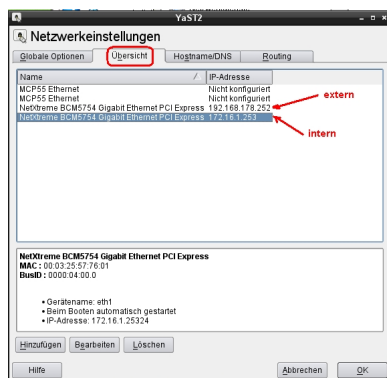 YaST2
Netzwerkeinstellungen
Globale Optionen Übersicht Hostname/DNS Routing
Name IP-Adresse
MCP55 Ethernet Nicht konfiguriert
MCP55 Ethernet Nicht konfiguriert
NetXtreme BCM5754 Gigabit Ethernet PCI Express 192.168.178.252
NetXtreme BCM5754 Gigabit Ethernet PCI Express 172.16.1.253
extern
intern
NetXtreme BCM5754 Gigabit Ethernet PCI Express
MAC : 00:03:25:57:76:01
BusID : 0000:04:00.0
• Gerätename: eth1
• Beim Booten automatisch gestartet
• IP-Adresse: 172.16.1.25324
Hinzufügen Bearbeiten Löschen
Hilfe Abbrechen OK